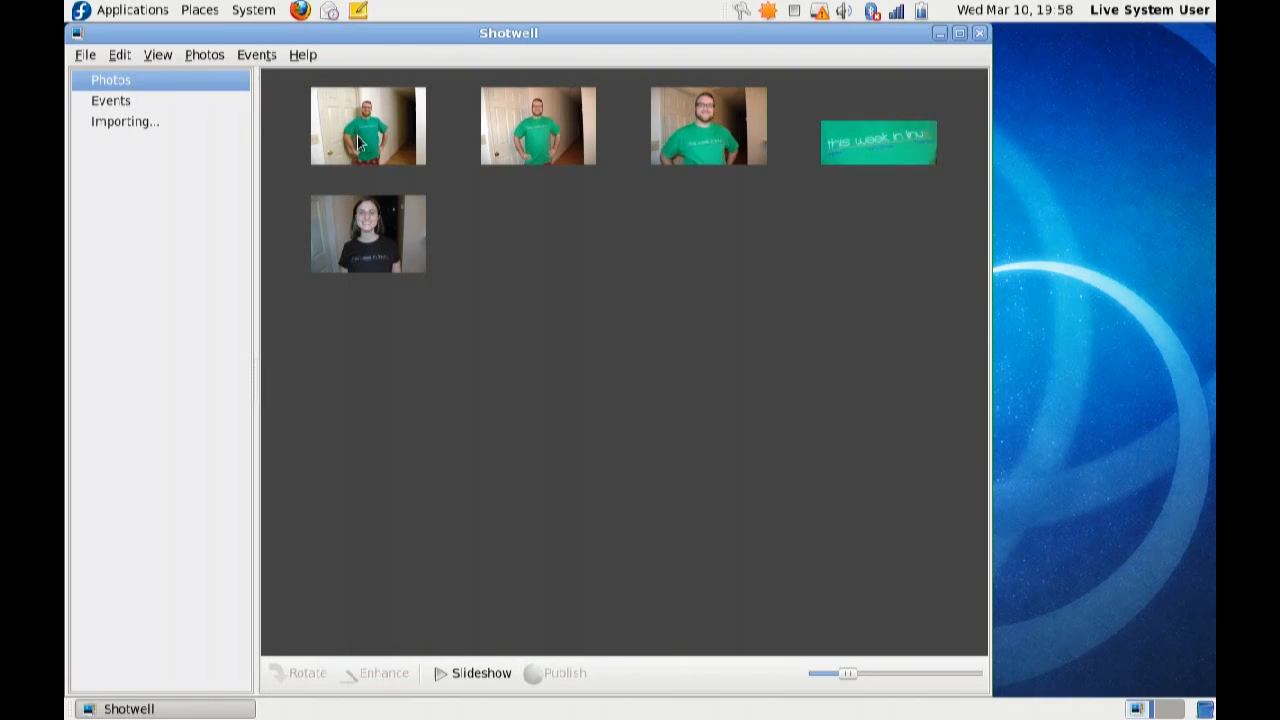 Applications Places System Wed Mar 10, 19:58 Live System User
Shotwell
File Edit View Photos Events Help
Photos
Events
Importing...
this week in linu
Rotate Enhance Slideshow Publish
Shotwell